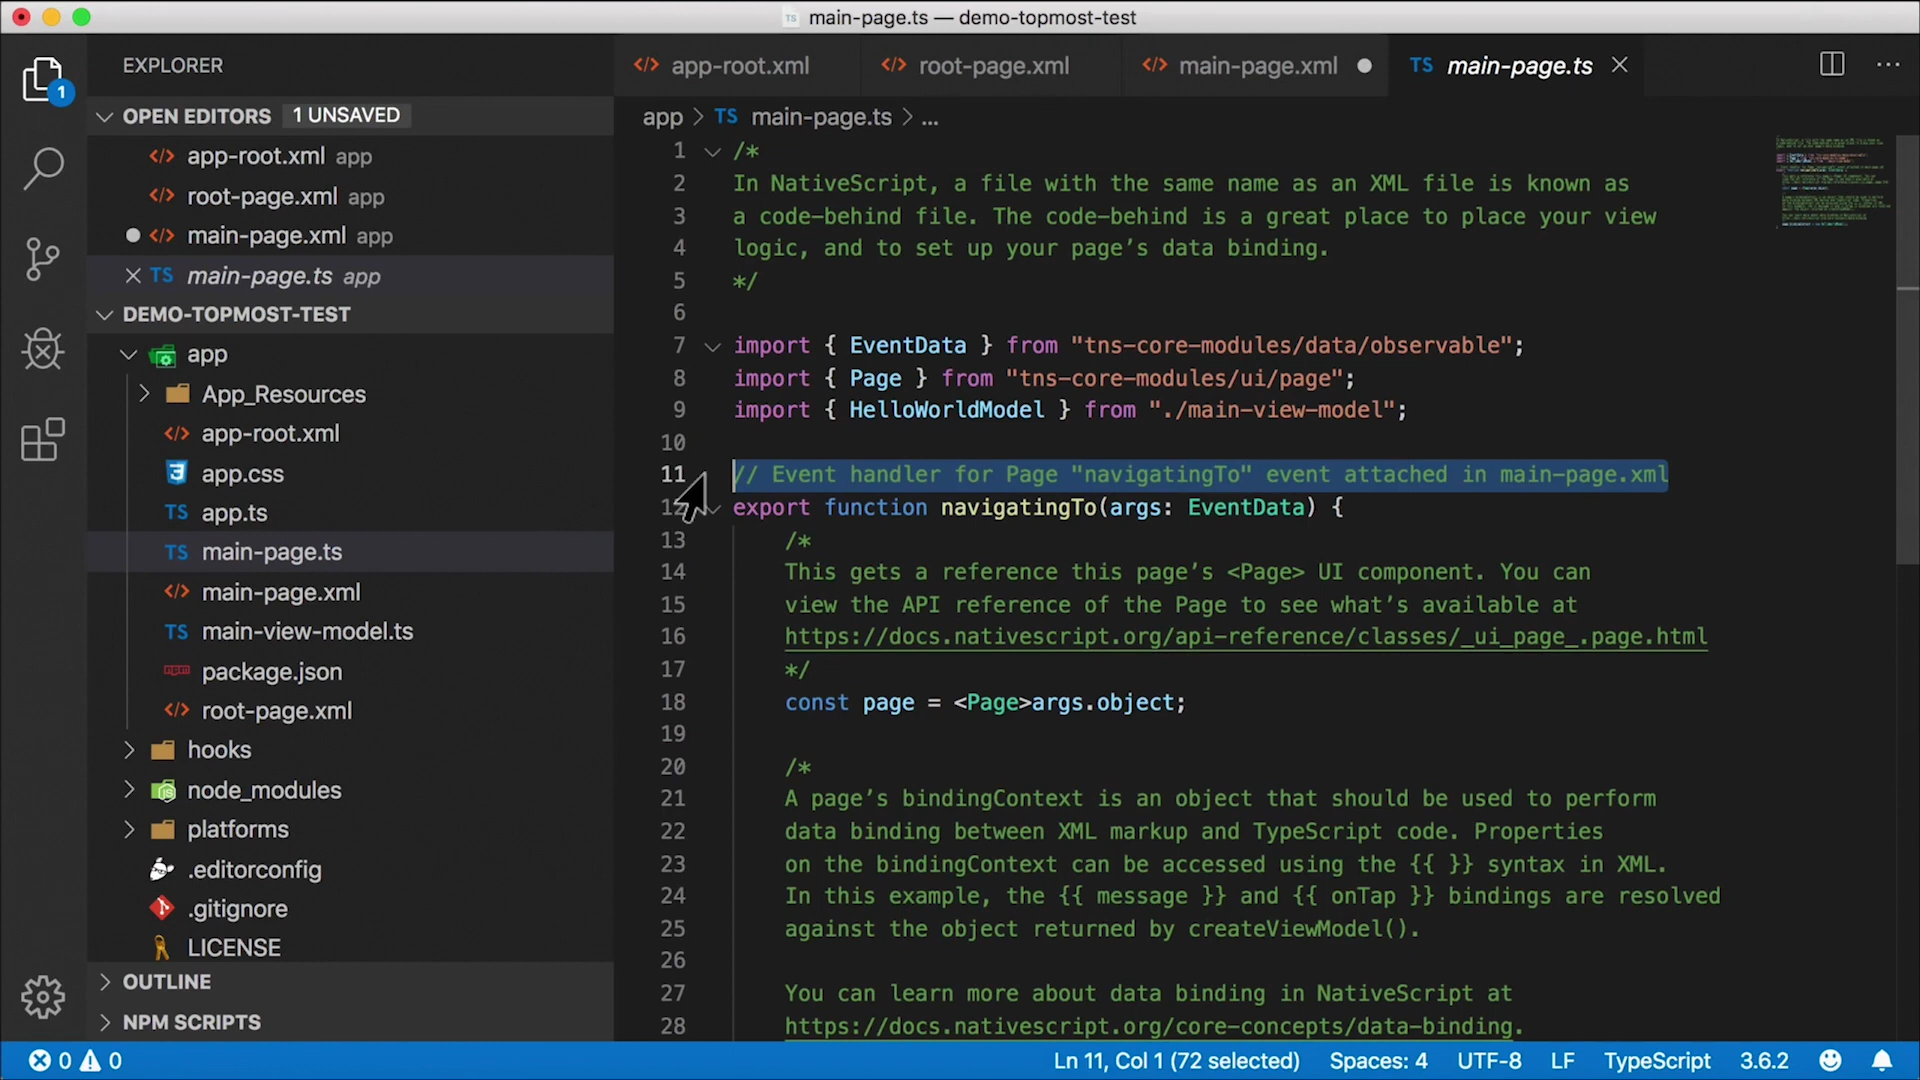 main-page.ts — demo-topmost-test
EXPLORER
1
OPEN EDITORS 1 UNSAVED
app-root.xml app
root-page.xml app
main-page.xml app
TS main-page.ts app
DEMO-TOPMOST-TEST
app
App_Resources
app-root.xml
app.css
TS app.ts
TS main-page.ts
main-page.xml
TS main-view-model.ts
package.json
root-page.xml
hooks
node_modules
platforms
.editorconfig
.gitignore
LICENSE
OUTLINE
NPM SCRIPTS
app-root.xml
root-page.xml
main-page.xml
TS main-page.ts
app > TS main-page.ts > ...
1 /*
2 In NativeScript, a file with the same name as an XML file is known as
3 a code-behind file. The code-behind is a great place to place your view
4 logic, and to set up your page’s data binding.
5 */
6
7 import { EventData } from "tns-core-modules/data/observable";
8 import { Page } from "tns-core-modules/ui/page";
9 import { HelloWorldModel } from "./main-view-model";
10
11 // Event handler for Page "navigatingTo" event attached in main-page.xml
12 export function navigatingTo(args: EventData) {
13 /*
14 This gets a reference this page’s <Page> UI component. You can
15 view the API reference of the Page to see what’s available at
16 https://docs.nativescript.org/api-reference/classes/_ui_page_.page.html
17 */
18 const page = <Page>args.object;
19
20 /*
21 A page’s bindingContext is an object that should be used to perform
22 data binding between XML markup and TypeScript code. Properties
23 on the bindingContext can be accessed using the {{ }} syntax in XML.
24 In this example, the {{ message }} and {{ onTap }} bindings are resolved
25 against the object returned by createViewModel().
26
27 You can learn more about data binding in NativeScript at
28 https://docs.nativescript.org/core-concepts/data-binding.
0 0
Ln 11, Col 1 (72 selected) Spaces: 4 UTF-8 LF TypeScript 3.6.2